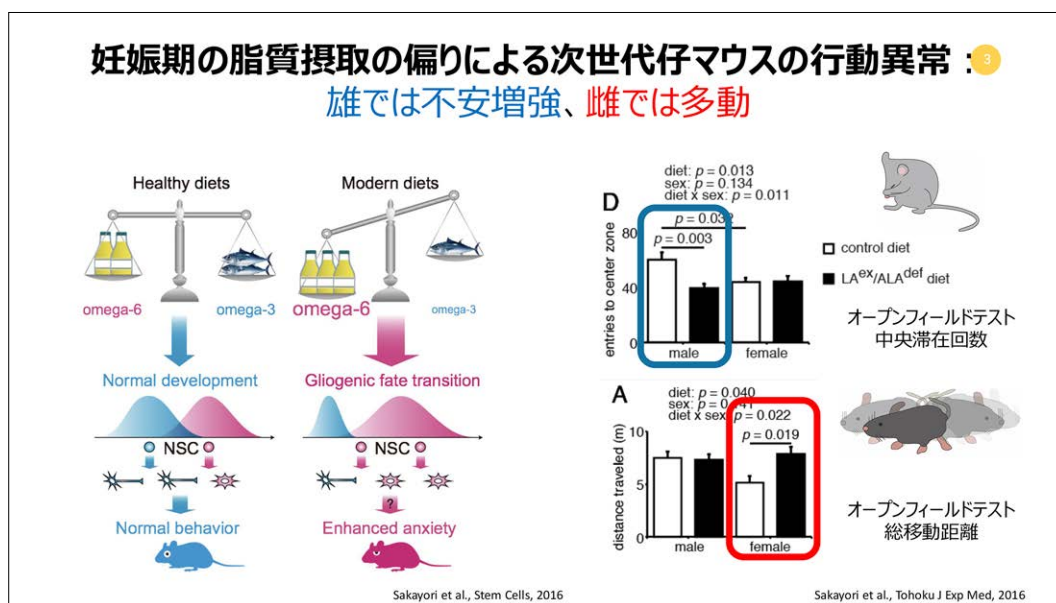 妊娠期の脂質摂取の偏りによる次世代仔マウスの行動異常：
3
雄では不安増強、雌では多動
Healthy diets
Modern diets
omega-6
omega-3
omega-6
omega-3
Normal development
Gliogenic fate transition
NSC
NSC
?
Normal behavior
Enhanced anxiety
Sakayori et al., Stem Cells, 2016
diet: p = 0.013
sex: p = 0.134
diet x sex: p = 0.011
D
p = 0.032
p = 0.003
80
40
0
entries to center zone
male
female
control diet
LAex/ALAdef diet
オープンフィールドテスト
中央滞在回数
A
diet: p = 0.040
sex: p =
diet x sex: p = 0.022
p = 0.019
10
5
0
distance traveled (m)
male
female
オープンフィールドテスト
総移動距離
Sakayori et al., Tohoku J Exp Med, 2016